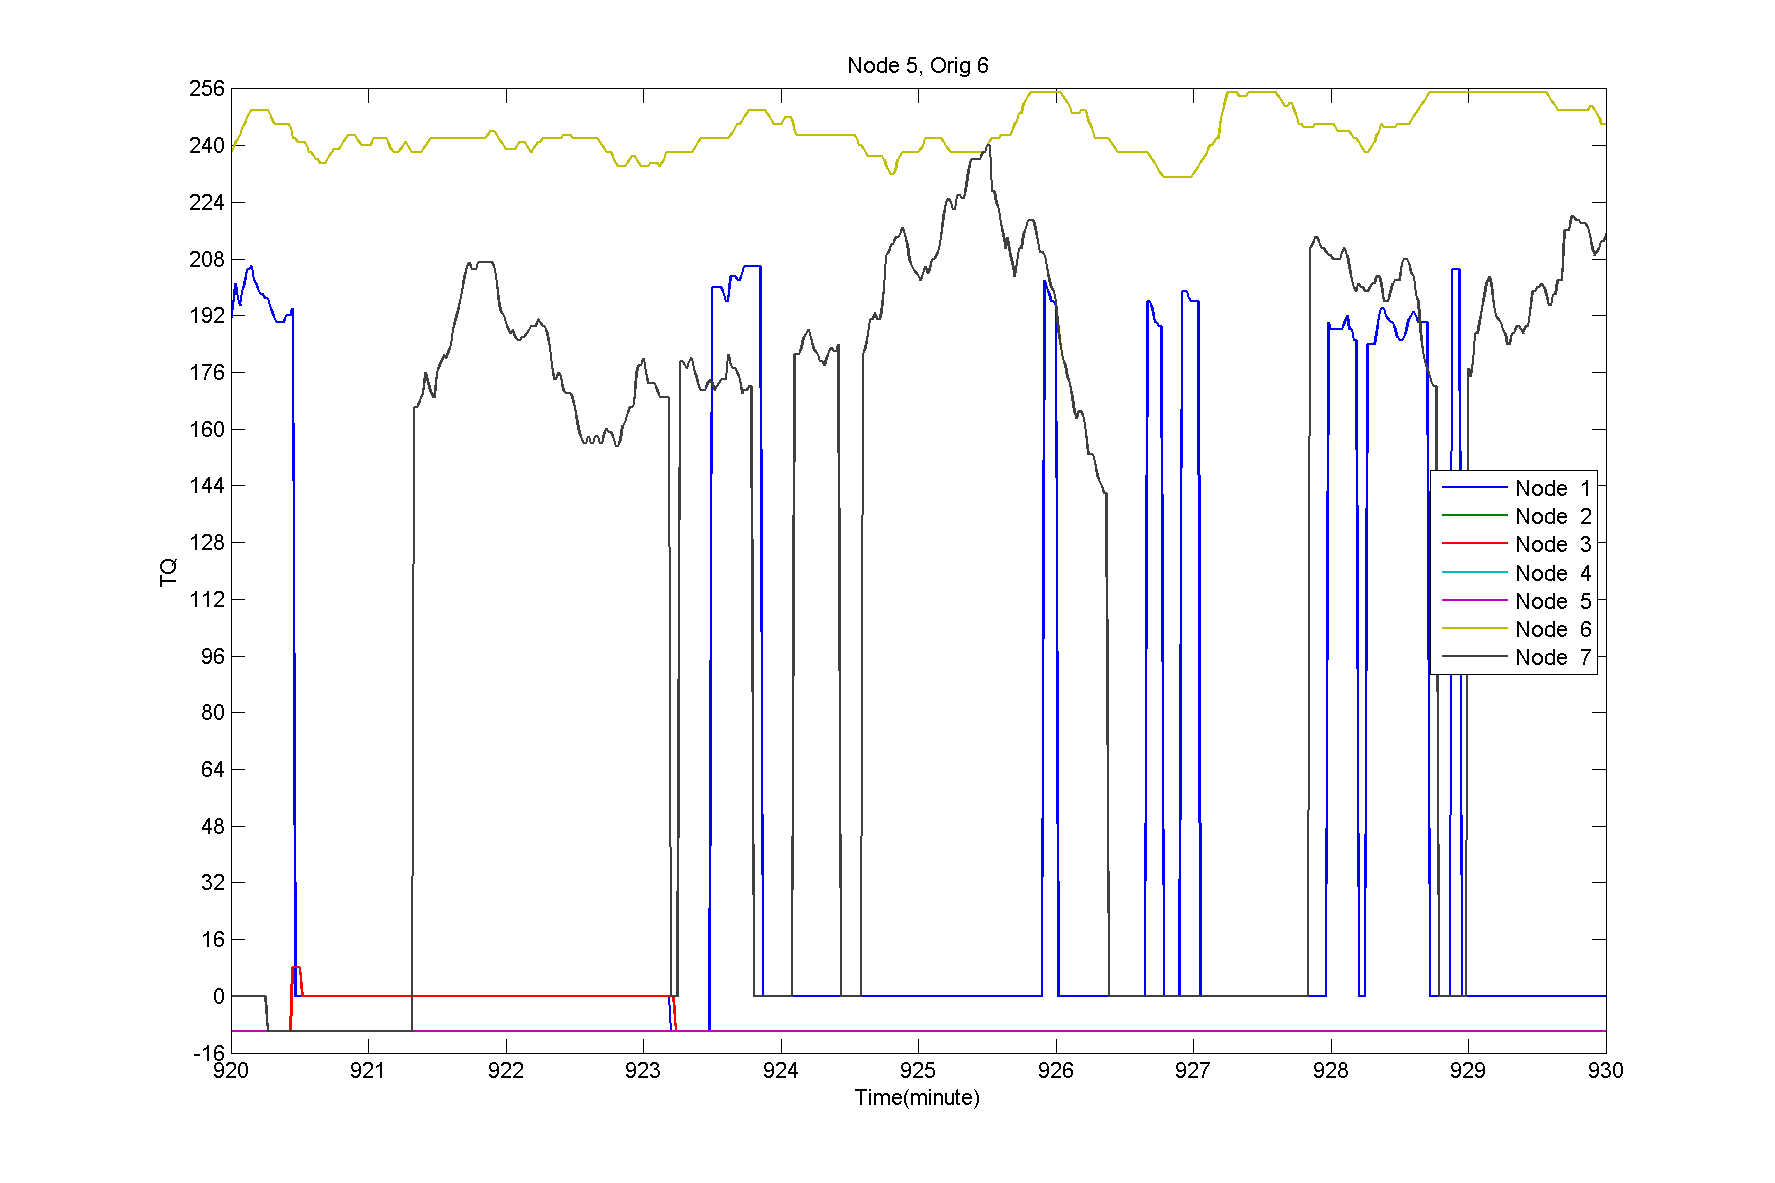 Node 5, Orig 6
256
240
224
208
192
176
160
144
128
112
96
80
64
48
32
16
0
-16
TQ
Node 1
Node 2
Node 3
Node 4
Node 5
Node 6
Node 7
920 921 922 923 924 925 926 927 928 929 930
Time(minute)